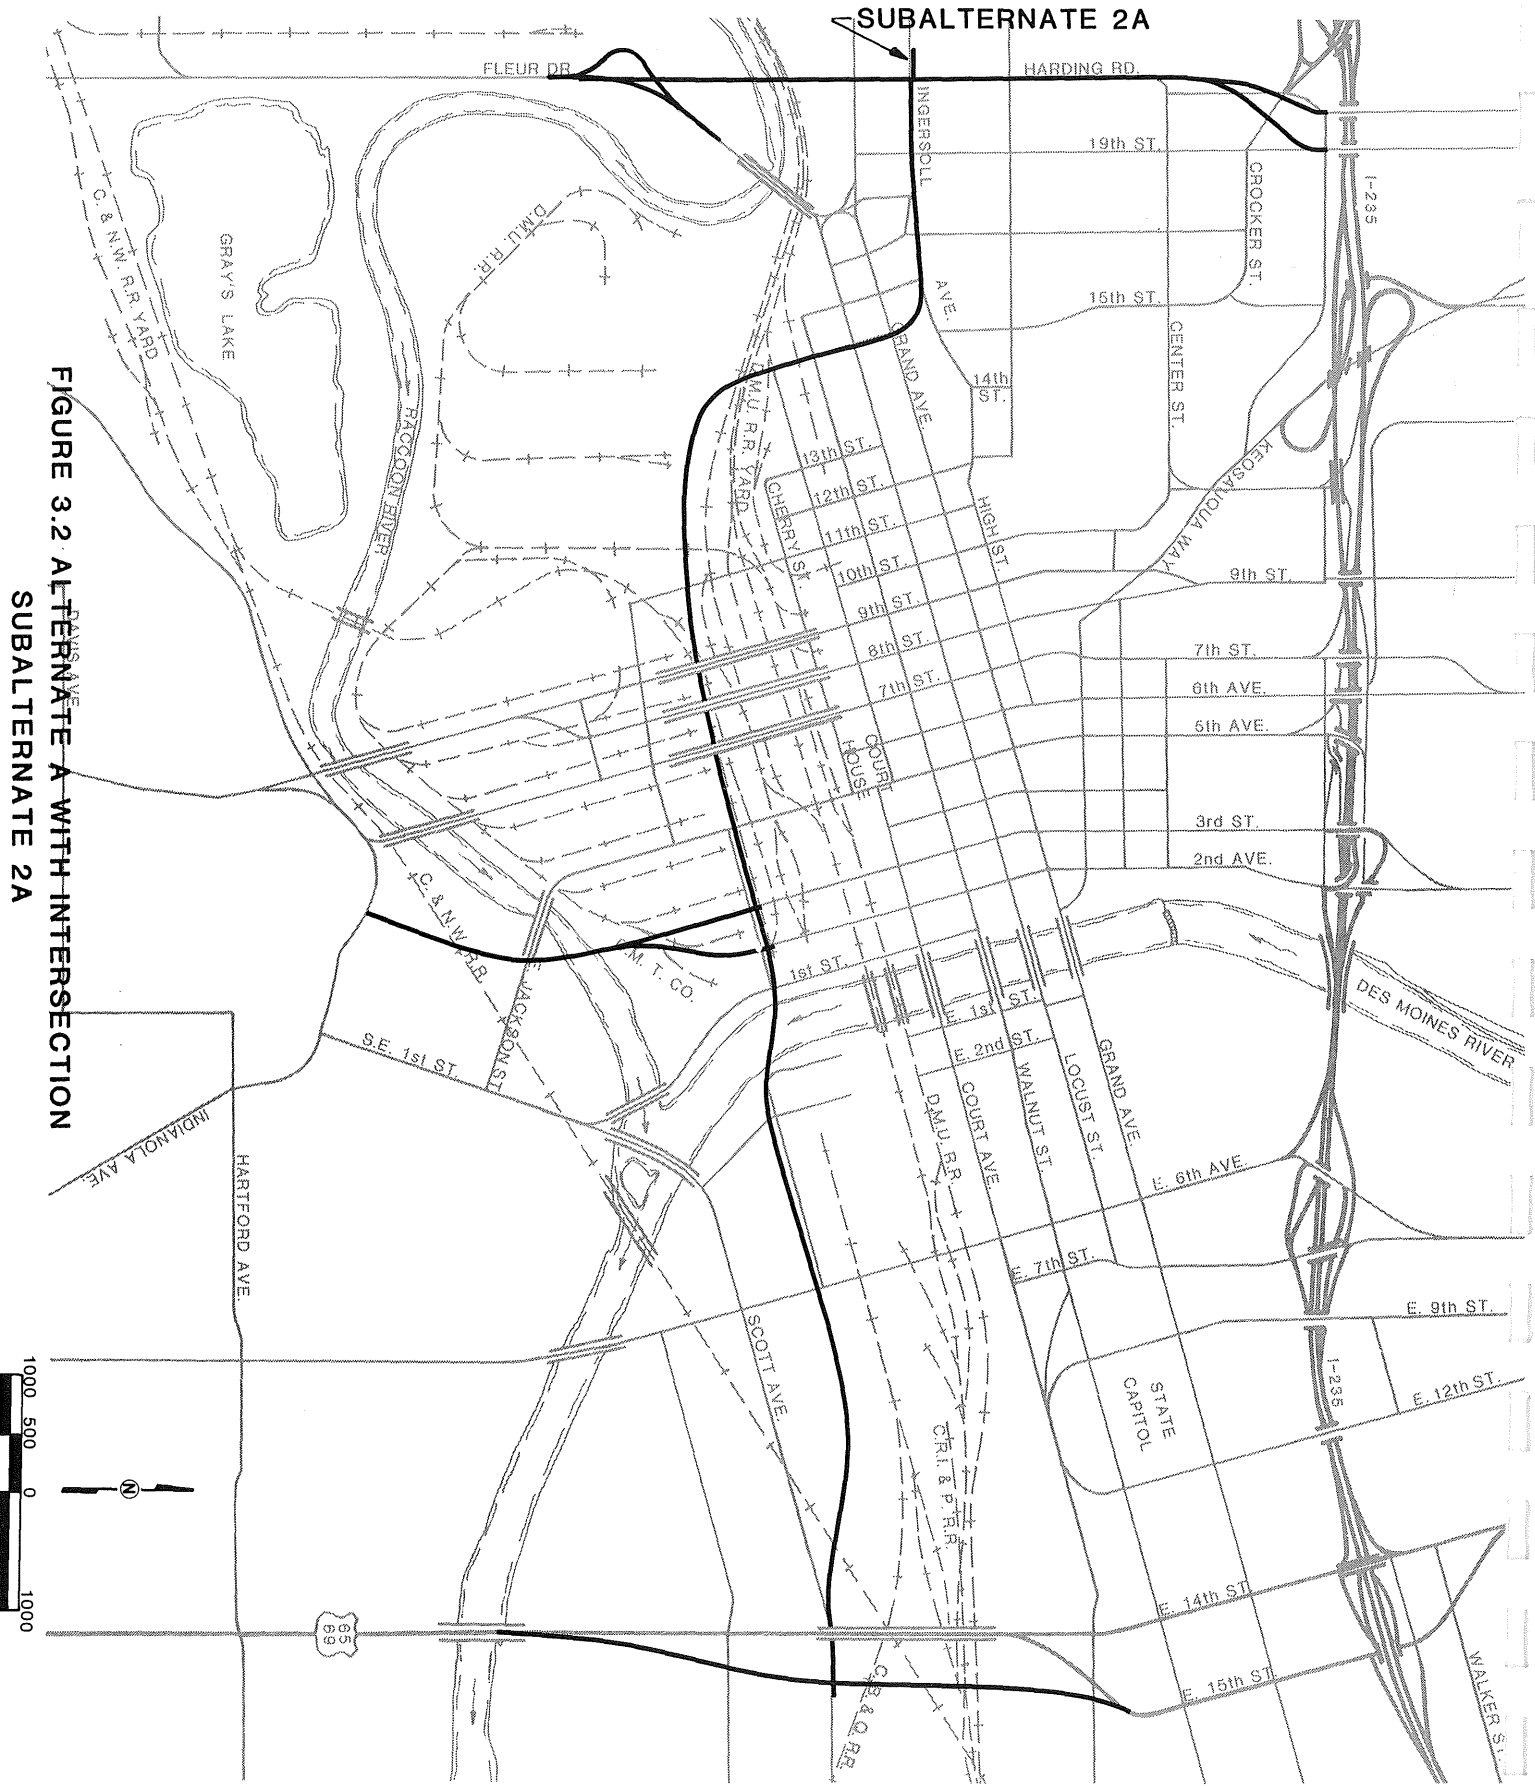 SUBALTERNATE 2A
FLEUR DR.
HARDING RD.
INGERSOLL
AVE.
19th ST.
CROCKER ST.
I-235
15th ST.
CENTER ST.
14th
ST.
GRAND AVE.
KEOSAUQUA WAY
C. & N.W. R.R. YARD
GRAY'S LAKE
D.M.U. R.R.
RACCOON RIVER
D.M.U. R.R. YARD
13th ST.
12th ST.
CHERRY ST.
11th ST.
10th ST.
HIGH ST.
9th ST.
9th ST.
8th ST.
7th ST.
7th ST.
6th AVE.
5th AVE.
COURT
HOUSE
3rd ST.
2nd AVE.
DAVIS AVE.
C. & N.W. R.R.
M. T. CO.
1st ST.
E. 1st ST.
E. 2nd ST.
DES MOINES RIVER
JACKSON ST.
S.E. 1st ST.
INDIANOLA AVE.
HARTFORD AVE.
D.M.U. R.R.
COURT AVE.
WALNUT ST.
LOCUST ST.
GRAND AVE.
E. 6th AVE.
E. 7th ST.
E. 9th ST.
SCOTT AVE.
STATE
CAPITOL
I-235
E. 12th ST.
C.R.I. & P. R.R.
E. 14th ST.
E. 15th ST.
WALKER ST.
C.B. & Q. R.R.
65
69
N
1000 500 0 1000
FIGURE 3.2 ALTERNATE A WITH INTERSECTION
SUBALTERNATE 2A